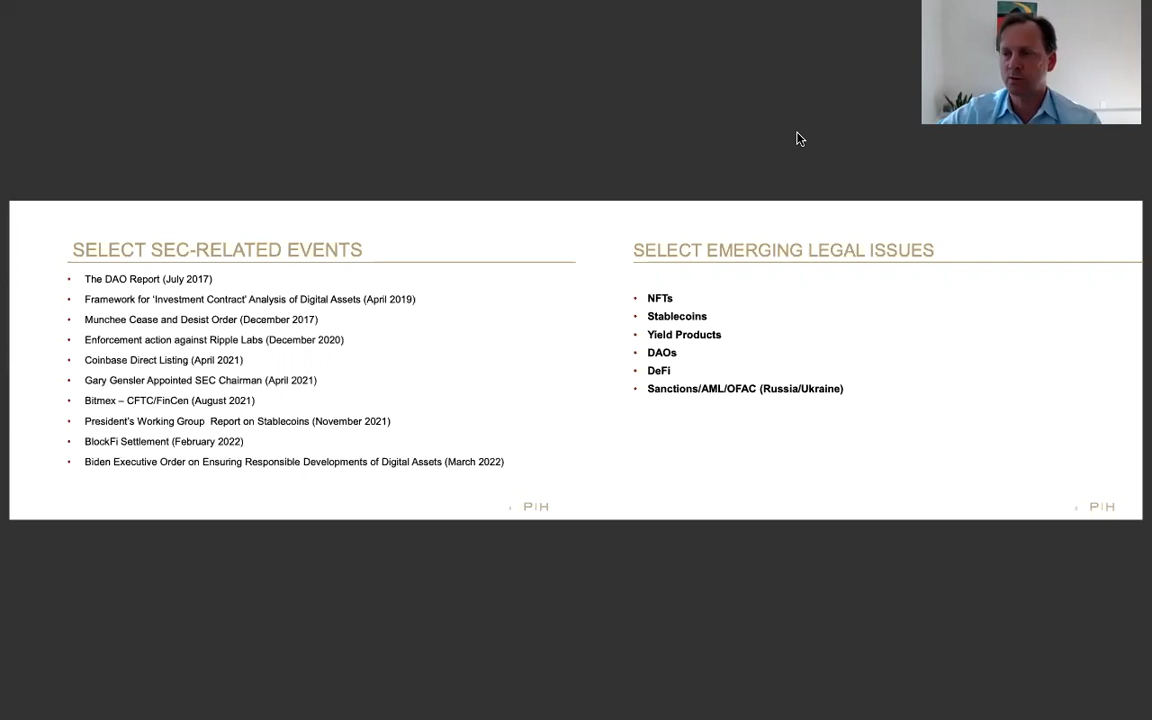 SELECT SEC-RELATED EVENTS
• The DAO Report (July 2017)
• Framework for ‘Investment Contract’ Analysis of Digital Assets (April 2019)
• Munchee Cease and Desist Order (December 2017)
• Enforcement action against Ripple Labs (December 2020)
• Coinbase Direct Listing (April 2021)
• Gary Gensler Appointed SEC Chairman (April 2021)
• Bitmex – CFTC/FinCen (August 2021)
• President’s Working Group  Report on Stablecoins (November 2021)
• BlockFi Settlement (February 2022)
• Biden Executive Order on Ensuring Responsible Developments of Digital Assets (March 2022)
P|H
SELECT EMERGING LEGAL ISSUES
• NFTs
• Stablecoins
• Yield Products
• DAOs
• DeFi
• Sanctions/AML/OFAC (Russia/Ukraine)
P|H